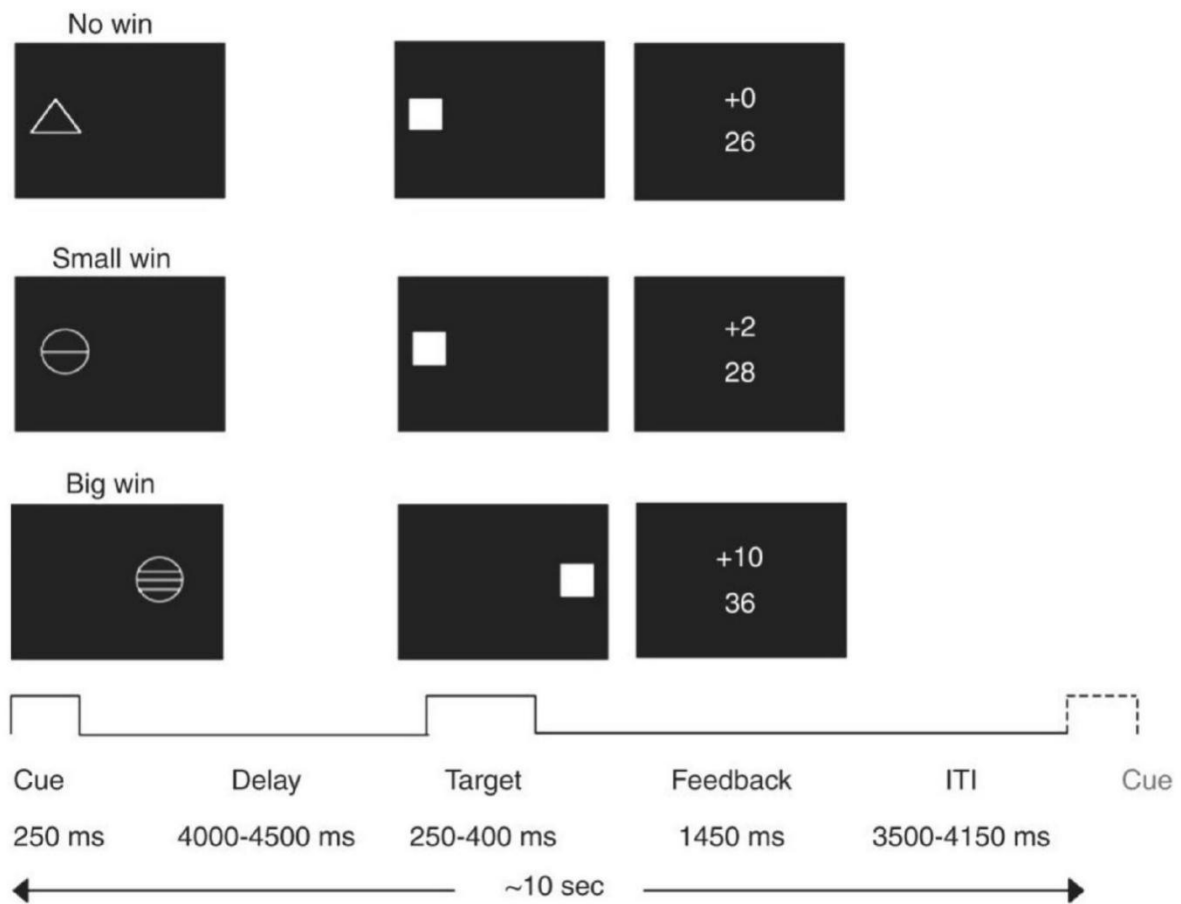 No win
+0
26
Small win
+2
28
Big win
+10
36
Cue Delay Target Feedback ITI Cue
250 ms 4000-4500 ms 250-400 ms 1450 ms 3500-4150 ms
~10 sec